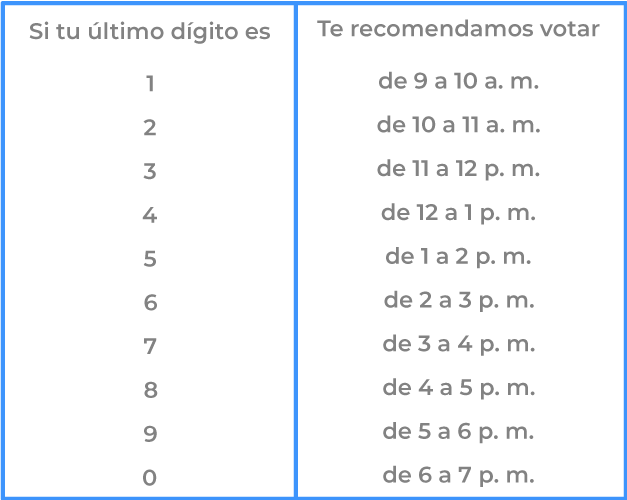 Si tu último dígito es Te recomendamos votar
1 de 9 a 10 a. m.
2 de 10 a 11 a. m.
3 de 11 a 12 p. m.
4 de 12 a 1 p. m.
5 de 1 a 2 p. m.
6 de 2 a 3 p. m.
7 de 3 a 4 p. m.
8 de 4 a 5 p. m.
9 de 5 a 6 p. m.
0 de 6 a 7 p. m.